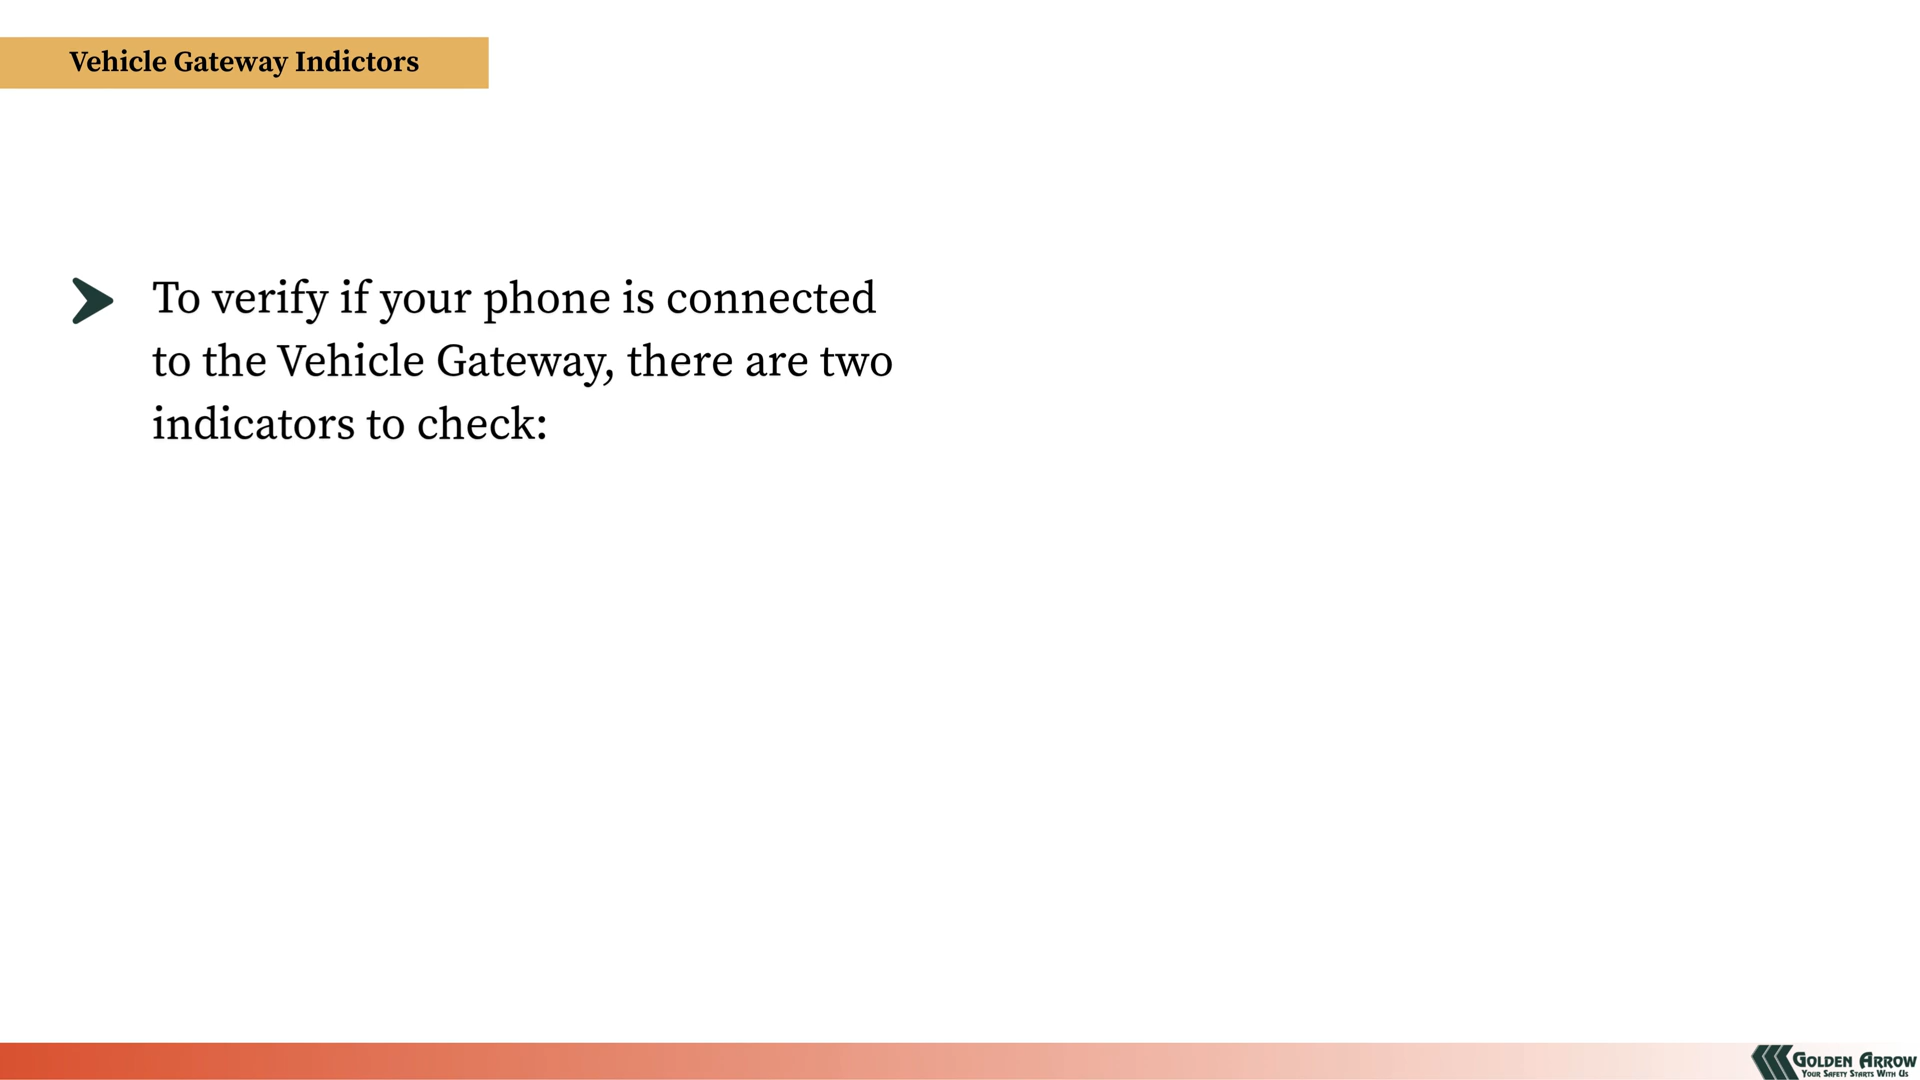 Vehicle Gateway Indictors
To verify if your phone is connected
to the Vehicle Gateway, there are two
indicators to check:
GOLDEN ARROW
YOUR SAFETY STARTS WITH US